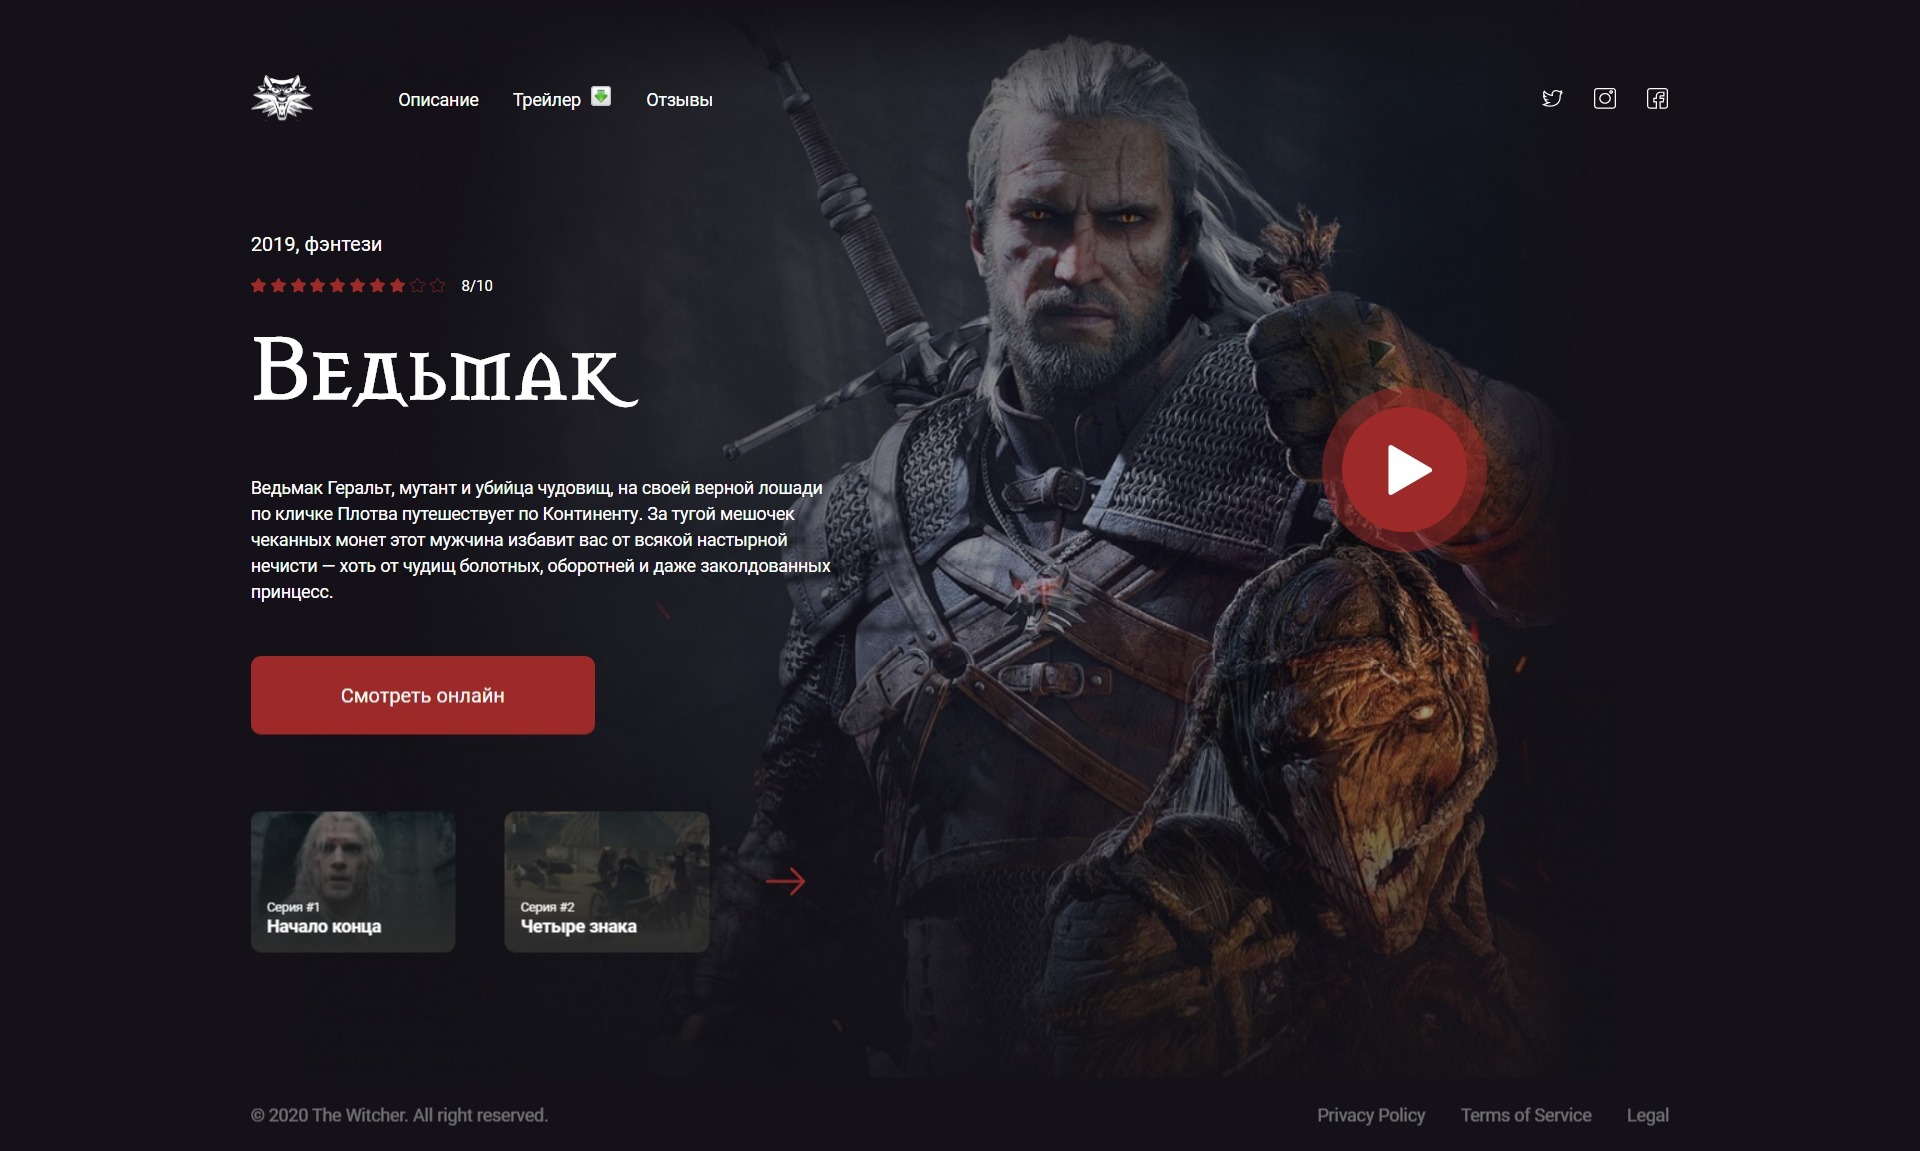 Описание
Трейлер
Отзывы
2019, фэнтези
8/10
Ведьмак
Ведьмак Геральт, мутант и убийца чудовищ, на своей верной лошади
по кличке Плотва путешествует по Континенту. За тугой мешочек
чеканных монет этот мужчина избавит вас от всякой настырной
нечисти — хоть от чудищ болотных, оборотней и даже заколдованных
принцесс.
Смотреть онлайн
Серия #1
Начало конца
Серия #2
Четыре знака
© 2020 The Witcher. All right reserved.
Privacy Policy
Terms of Service
Legal